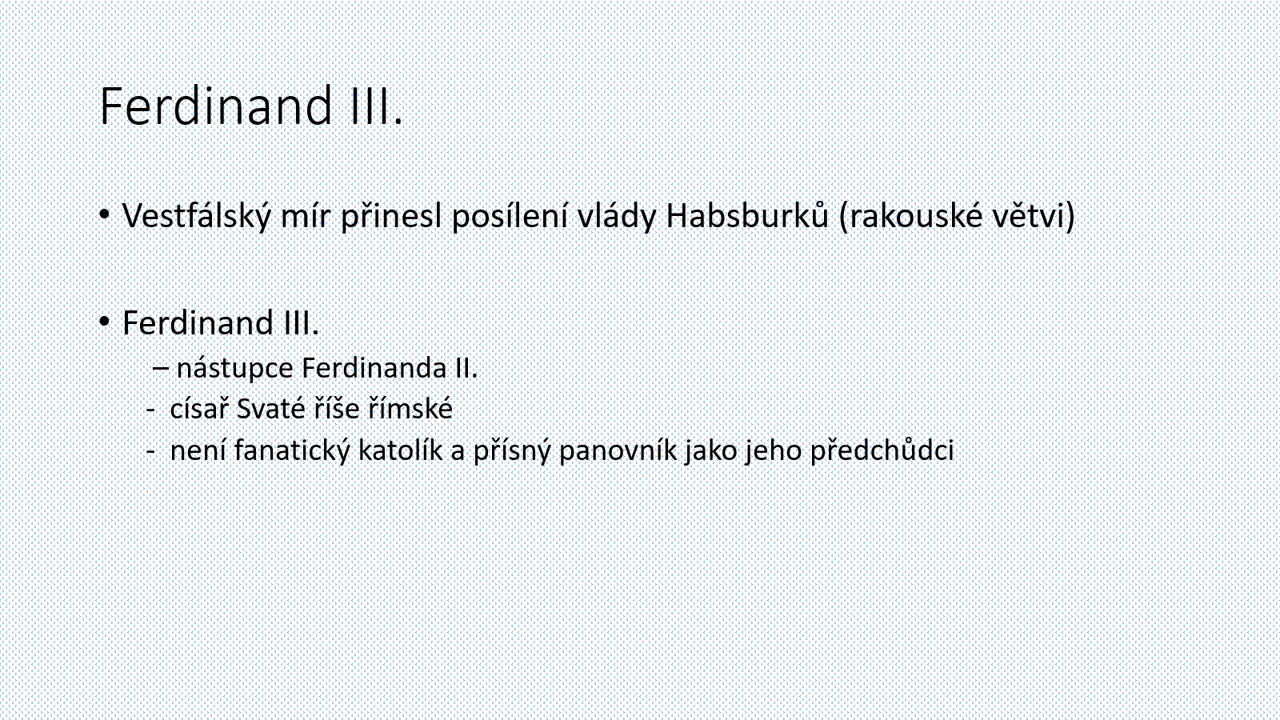 Ferdinand III.
• Vestfálský mír přinesl posílení vlády Habsburků (rakouské větvi)
• Ferdinand III.
– nástupce Ferdinanda II.
- císař Svaté říše římské
- není fanatický katolík a přísný panovník jako jeho předchůdci